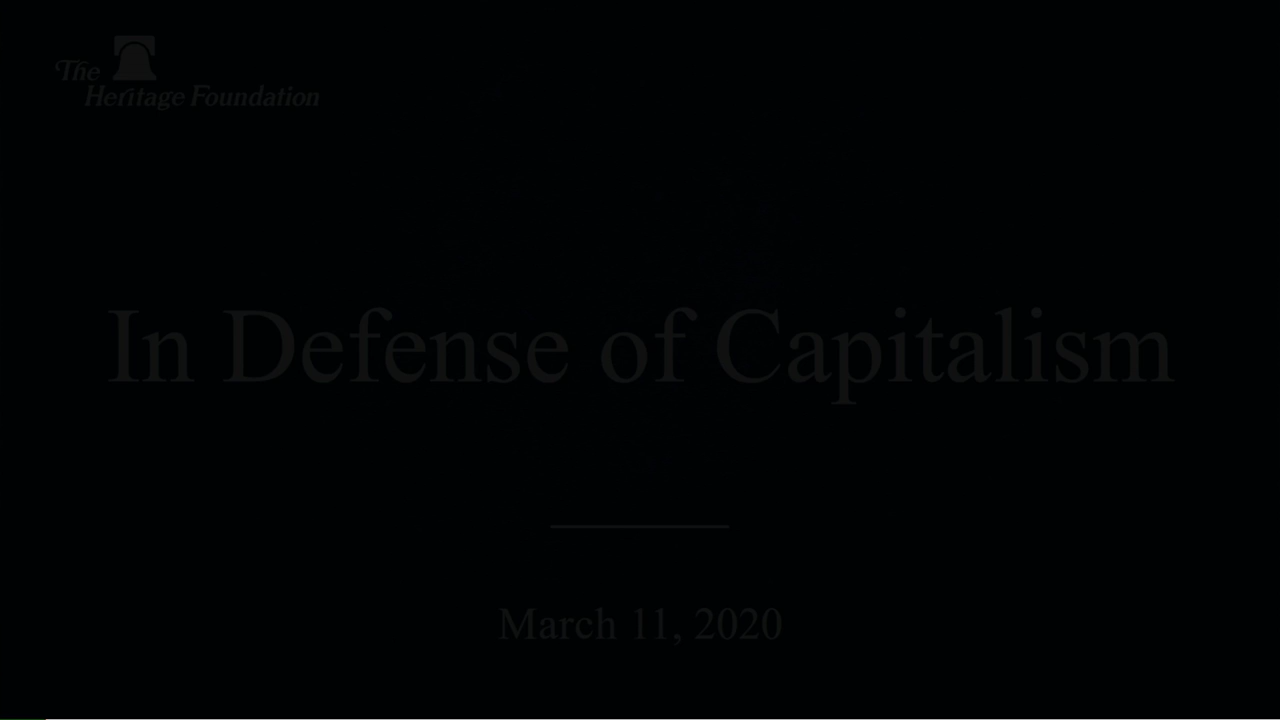 The
Heritage Foundation
In Defense of Capitalism
March 11, 2020